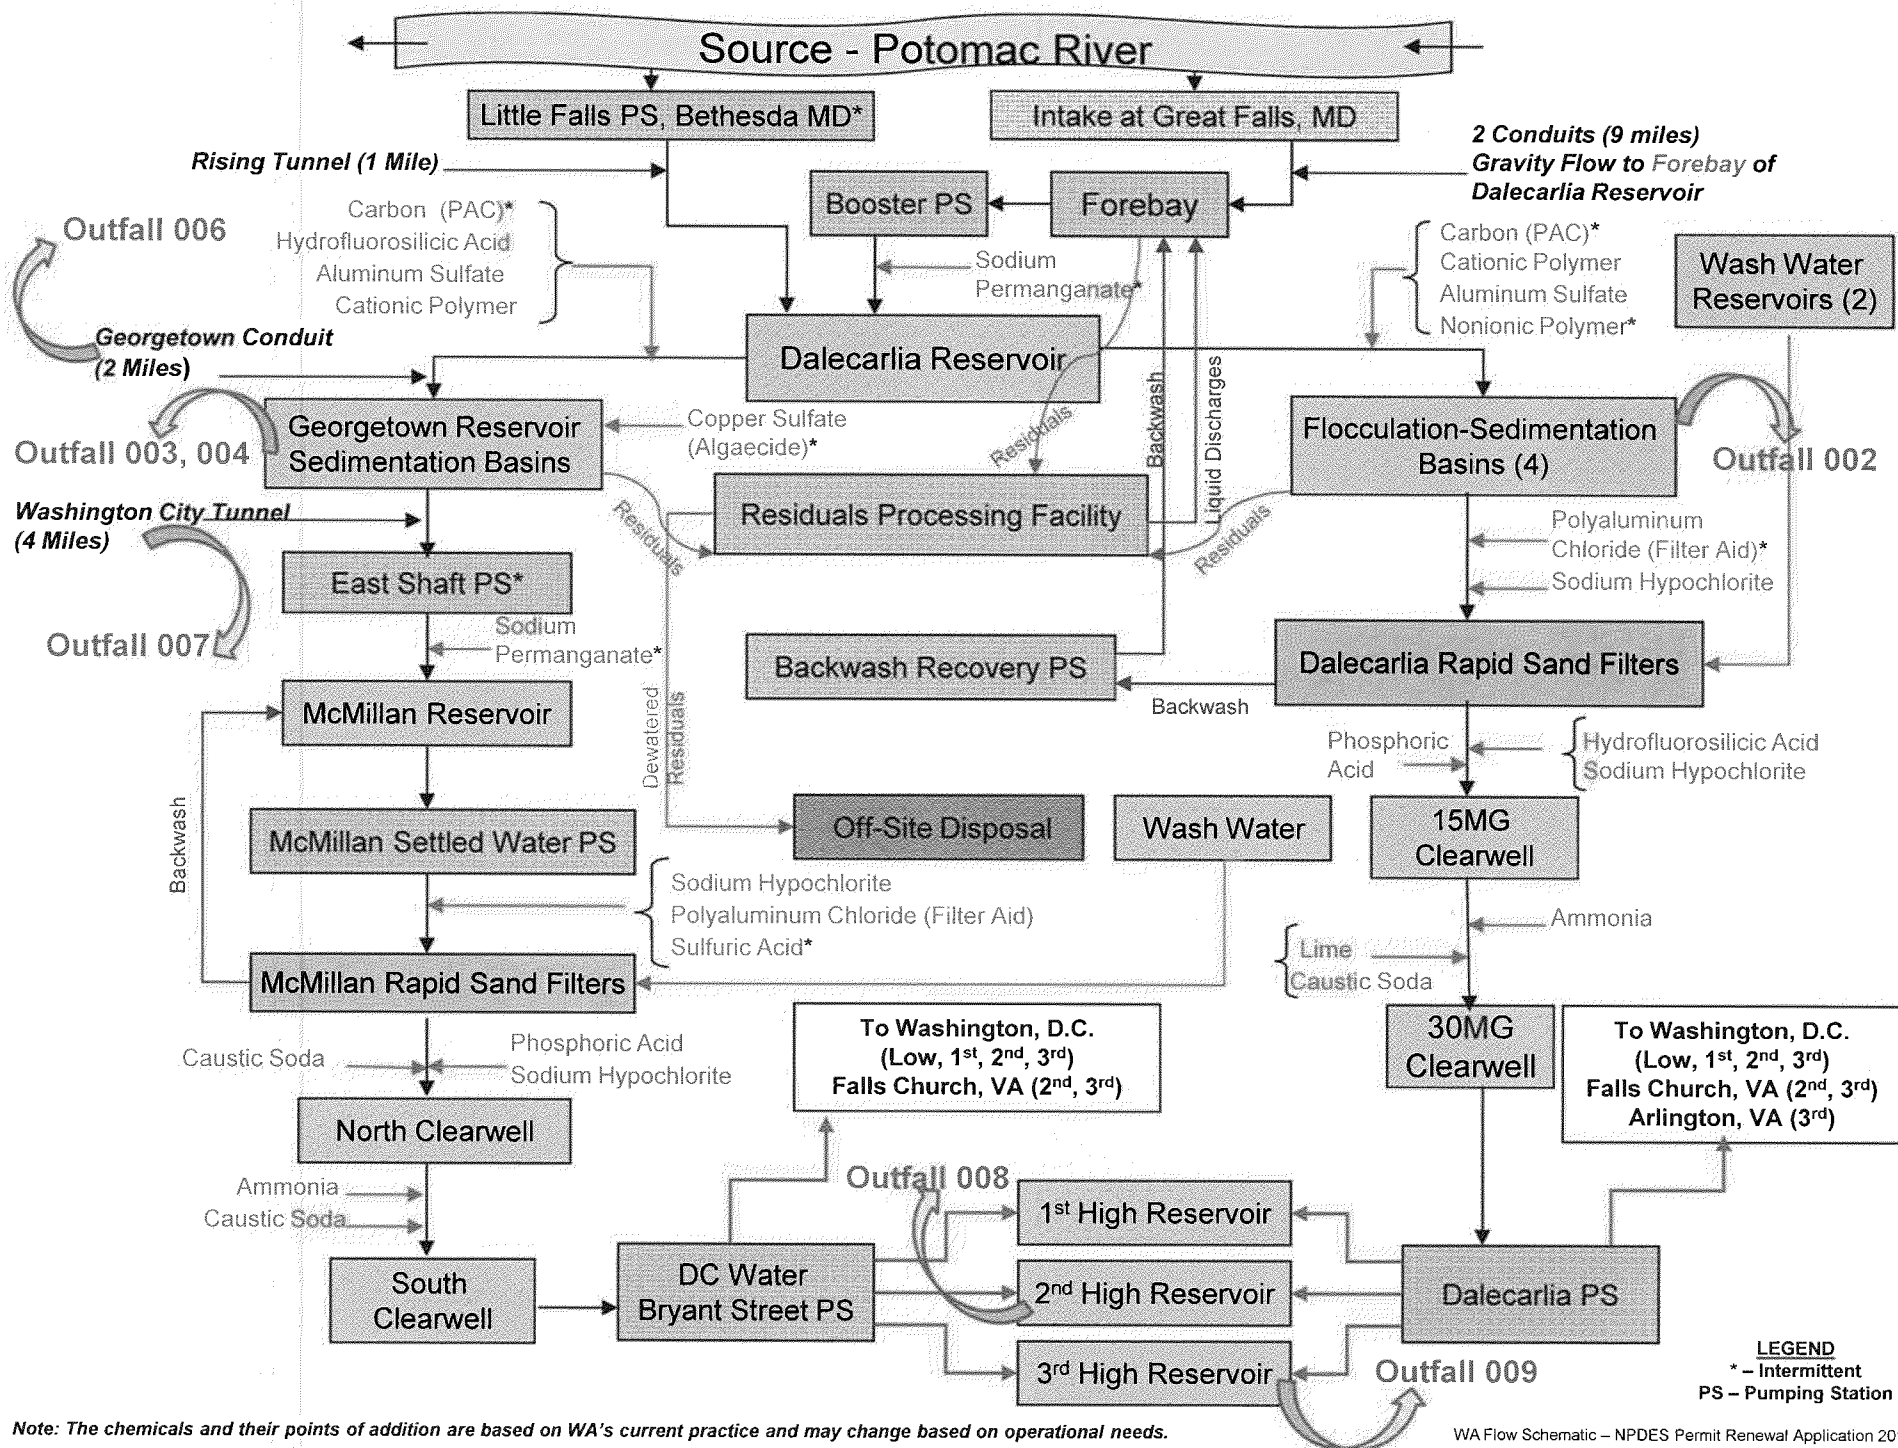 Source - Potomac River
Little Falls PS, Bethesda MD*
Intake at Great Falls, MD
2 Conduits (9 miles)
Gravity Flow to Forebay of
Dalecarlia Reservoir
Rising Tunnel (1 Mile)
Booster PS
Forebay
Outfall 006
Carbon (PAC)*
Hydrofluorosilicic Acid
Aluminum Sulfate
Cationic Polymer
Sodium
Permanganate*
Carbon (PAC)*
Cationic Polymer
Aluminum Sulfate
Nonionic Polymer*
Wash Water
Reservoirs (2)
Georgetown Conduit
(2 Miles)
Dalecarlia Reservoir
Outfall 003, 004
Georgetown Reservoir
Sedimentation Basins
Copper Sulfate
(Algaecide)*
Residuals
Backwash
Liquid Discharges
Flocculation-Sedimentation
Basins (4)
Outfall 002
Washington City Tunnel
(4 Miles)
Residuals
Residuals Processing Facility
Residuals
Polyaluminum
Chloride (Filter Aid)*
Sodium Hypochlorite
East Shaft PS*
Outfall 007
Sodium
Permanganate*
Backwash Recovery PS
Dalecarlia Rapid Sand Filters
Backwash
McMillan Reservoir
Dewatered
Residuals
Phosphoric
Acid
Hydrofluorosilicic Acid
Sodium Hypochlorite
Backwash
McMillan Settled Water PS
Off-Site Disposal
Wash Water
15MG
Clearwell
Sodium Hypochlorite
Polyaluminum Chloride (Filter Aid)
Sulfuric Acid*
Ammonia
Lime
Caustic Soda
McMillan Rapid Sand Filters
Caustic Soda
Phosphoric Acid
Sodium Hypochlorite
To Washington, D.C.
(Low, 1st, 2nd, 3rd)
Falls Church, VA (2nd, 3rd)
30MG
Clearwell
To Washington, D.C.
(Low, 1st, 2nd, 3rd)
Falls Church, VA (2nd, 3rd)
Arlington, VA (3rd)
North Clearwell
Ammonia
Caustic Soda
Outfall 008
1st High Reservoir
South
Clearwell
DC Water
Bryant Street PS
2nd High Reservoir
Dalecarlia PS
3rd High Reservoir
Outfall 009
LEGEND
* – Intermittent
PS – Pumping Station
Note: The chemicals and their points of addition are based on WA's current practice and may change based on operational needs.
WA Flow Schematic – NPDES Permit Renewal Application 20